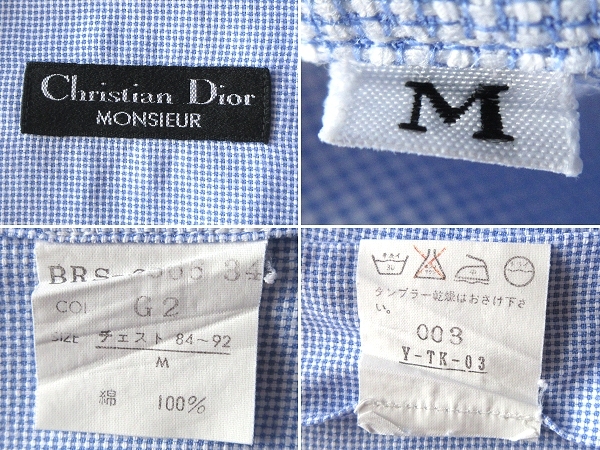 Christian Dior
MONSIEUR
M
COL G2
SIZE チェスト 84~92
M
綿 100%
タンブラー乾燥はおさけ下さ
い。
003
Y-TK-03